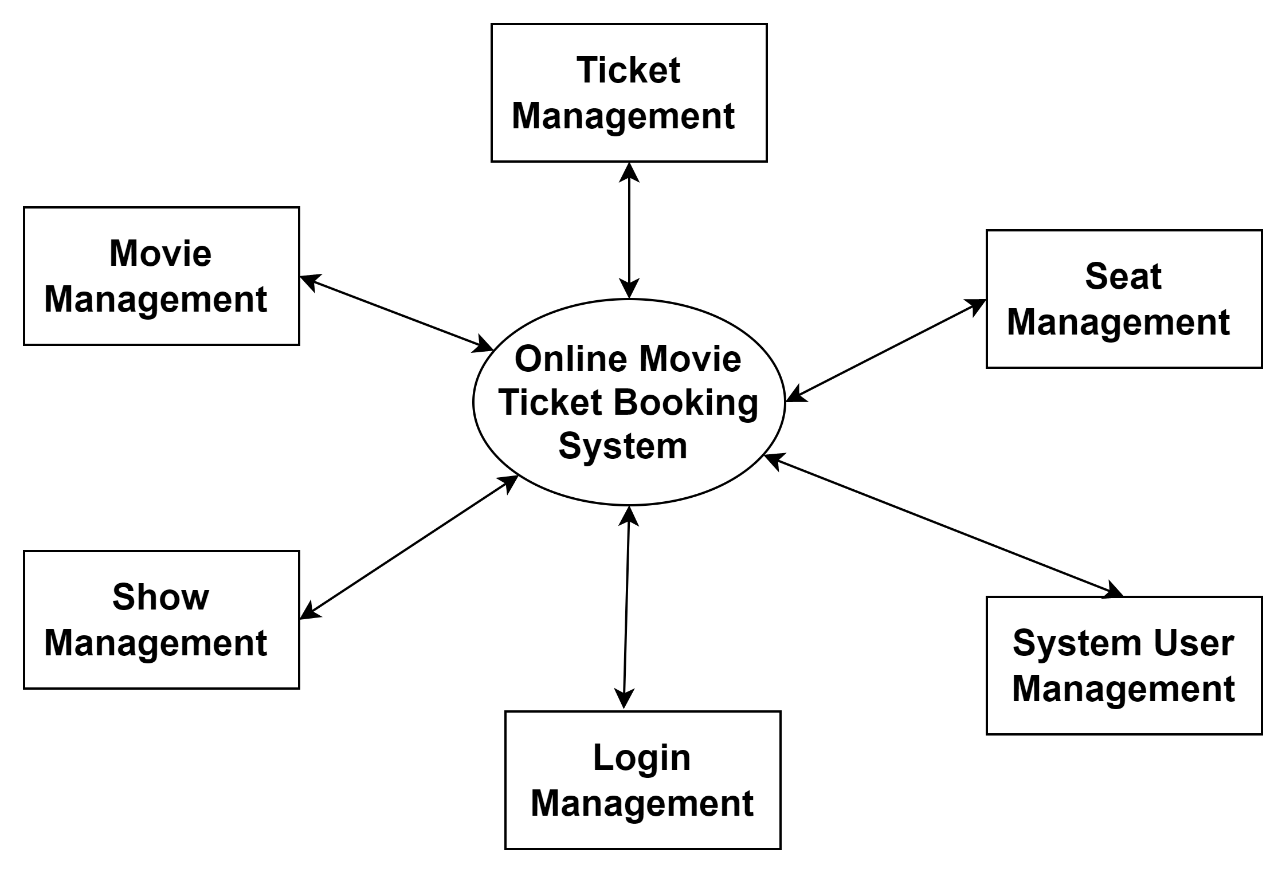 Ticket
Management
Movie
Management
Seat
Management
Online Movie
Ticket Booking
System
Show
Management
System User
Management
Login
Management